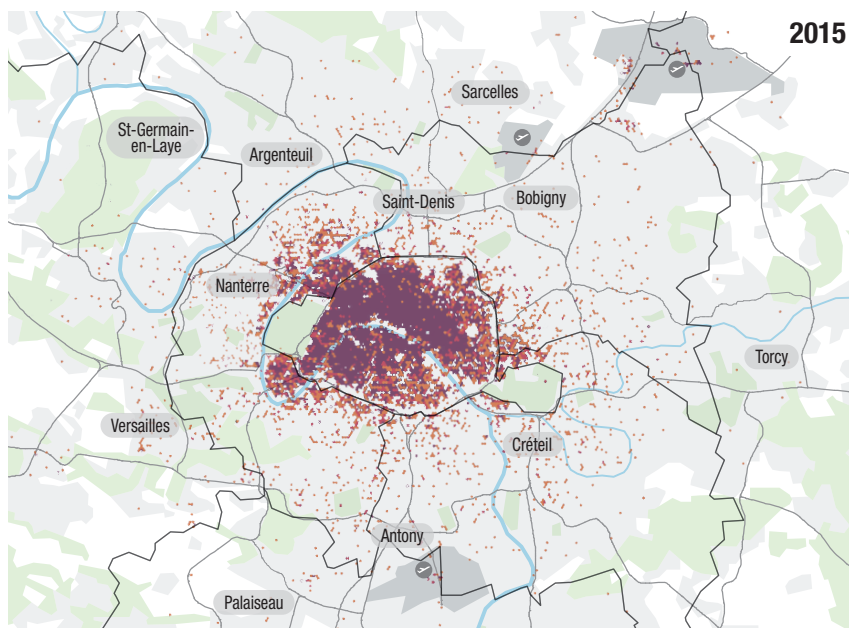 2015
Sarcelles
St-Germain-
en-Laye
Argenteuil
Saint-Denis
Bobigny
Nanterre
Torcy
Versailles
Créteil
Antony
Palaiseau